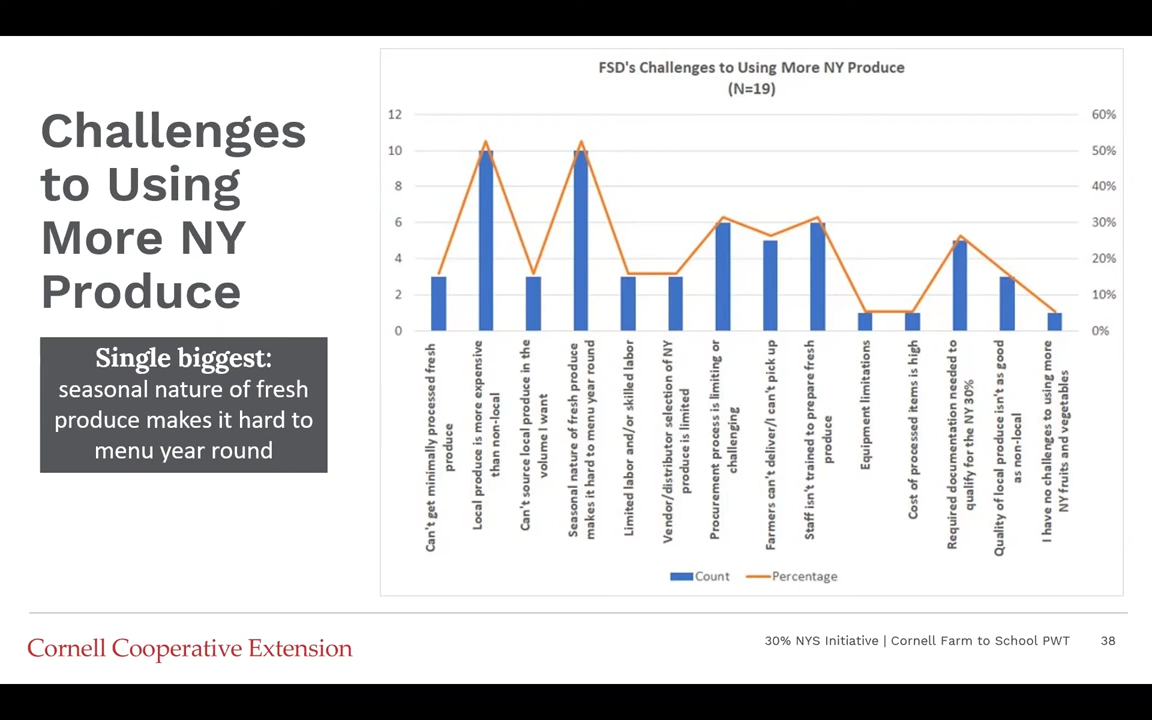 Challenges
to Using
More NY
Produce
Single biggest:
seasonal nature of fresh
produce makes it hard to
menu year round
FSD's Challenges to Using More NY Produce
(N=19)
12
10
8
6
4
2
0
60%
50%
40%
30%
20%
10%
0%
Can't get minimally processed fresh
produce
Local produce is more expensive
than non-local
Can't source local produce in the
volume I want
Seasonal nature of fresh produce
makes it hard to menu year round
Limited labor and/or skilled labor
Vendor/distributor selection of NY
produce is limited
Procurement process is limiting or
challenging
Farmers can't deliver/I can't pick up
Staff isn't trained to prepare fresh
produce
Equipment limitations
Cost of processed items is high
Required documentation needed to
qualify for the NY 30%
Quality of local produce isn't as good
as non-local
I have no challenges to using more
NY fruits and vegetables
Count
Percentage
Cornell Cooperative Extension
30% NYS Initiative | Cornell Farm to School PWT
38